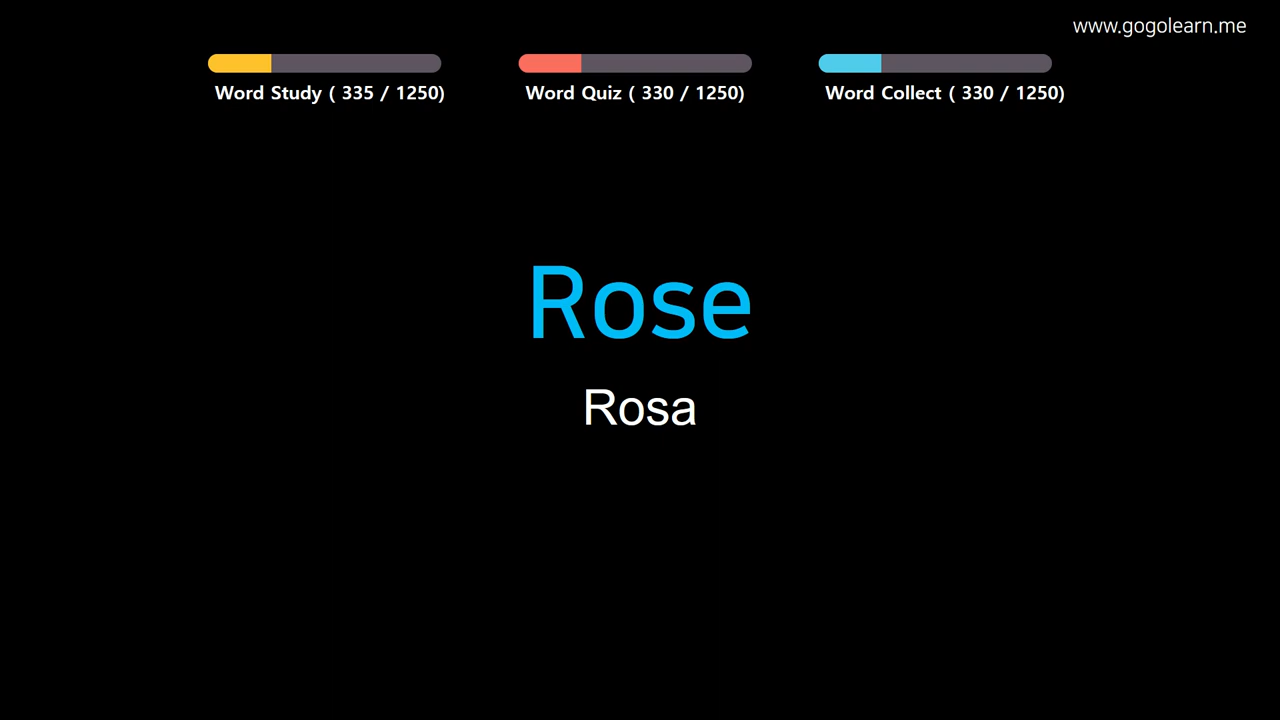 www.gogolearn.me
Word Study ( 335 / 1250)
Word Quiz ( 330 / 1250)
Word Collect ( 330 / 1250)
Rose
Rosa